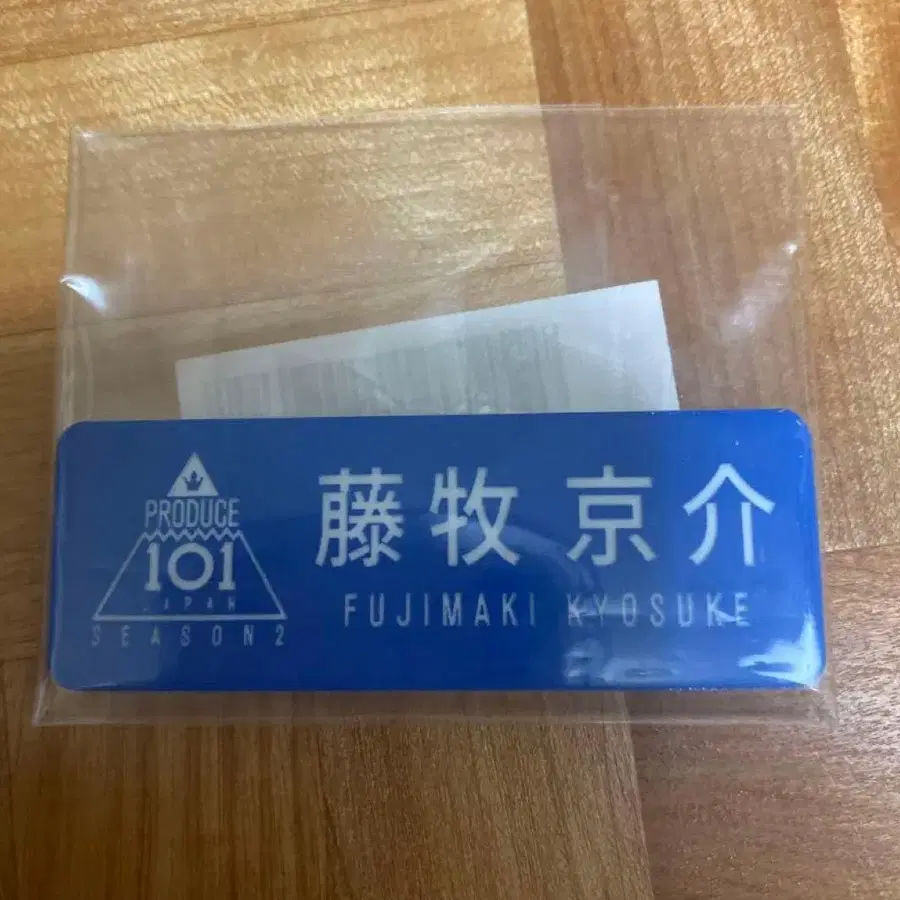 PRODUCE
101
JAPAN
SEASON2
藤牧 京介
FUJIMAKI KYOSUKE